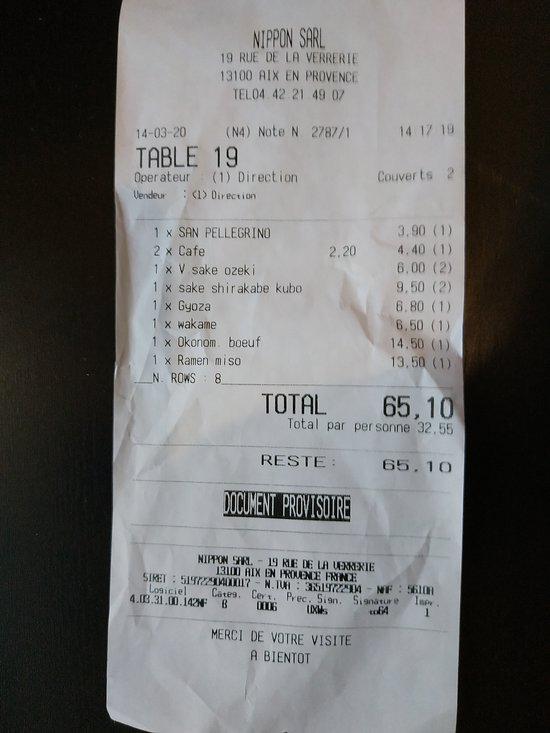 NIPPON SARL
19 RUE DE LA VERRERIE
13100 AIX EN PROVENCE
TEL04.42 21 49 07
14-03-20 (N4) Note N 2787/1 14 17 19
TABLE 19
Operateur : (1) Direction Couverts 2
Vendeur : (1) Direction
1 x SAN PELLEGRINO 3,90 (1)
2 x Cafe 2,20 4,40 (1)
1 x V sake ozeki 6,00 (2)
1 x sake shirakabe kubo 9,50 (2)
1 x Gyoza 6,80 (1)
1 x wakame 6,50 (1)
1 x Okonom. boeuf 14,50 (1)
1 x Ramen miso 13,50 (1)
__N. ROWS : 8__
TOTAL 65,10
Total par personne 32,55
RESTE: 65,10
DOCUMENT PROVISOIRE
NIPPON SARL - 19 RUE DE LA VERRERIE
13100 AIX EN PROVENCE FRANCE
SIRET : 51972290400017 - N.TVA : 36519722904 - NAF : 5610A
Logiciel Categ. Cert. Prec. Sign. Signature Impr.
4.03.31.00.142NF B 0006 UXWs to64 1
MERCI DE VOTRE VISITE
A BIENTOT